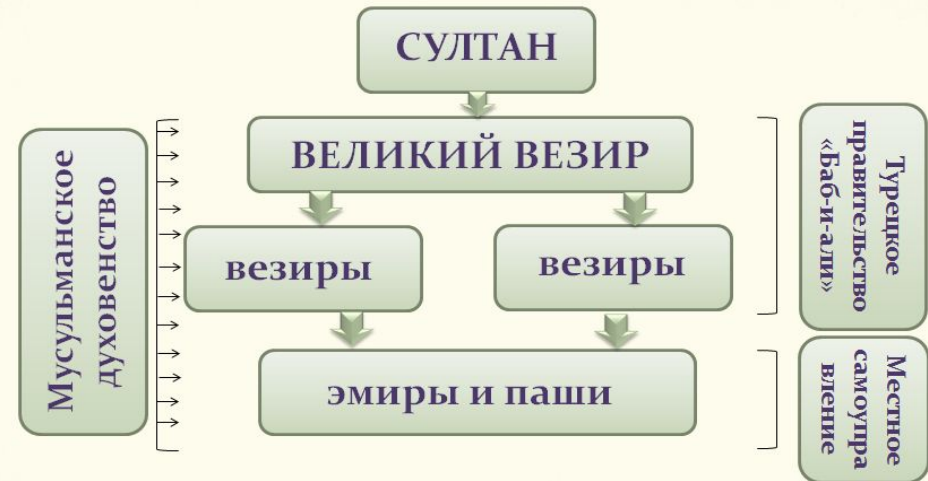 СУЛТАН
ВЕЛИКИЙ ВЕЗИР
везиры
везиры
эмиры и паши
Мусульманское
духовенство
Турецкое
правительство
«Баб-и-али»
Местное
самоупра
вление